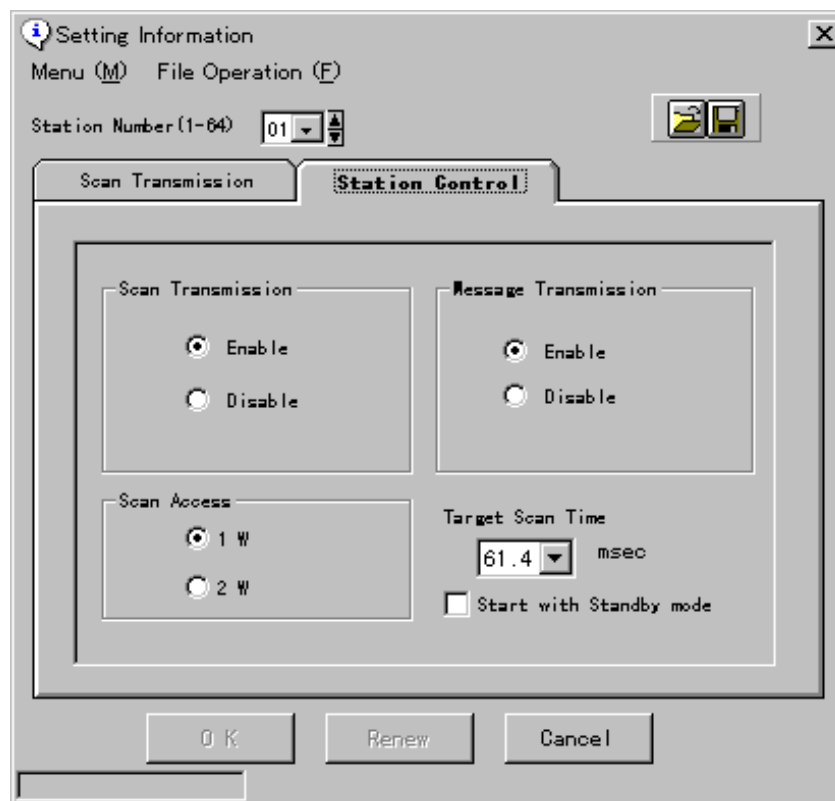 Setting Information
Menu (M) File Operation (F)
Station Number(1-64) 01
Scan Transmission Station Control
Scan Transmission
Enable
Disable
Message Transmission
Enable
Disable
Scan Access
1 W
2 W
Target Scan Time
61.4 msec
Start with Standby mode
O K Renew Cancel